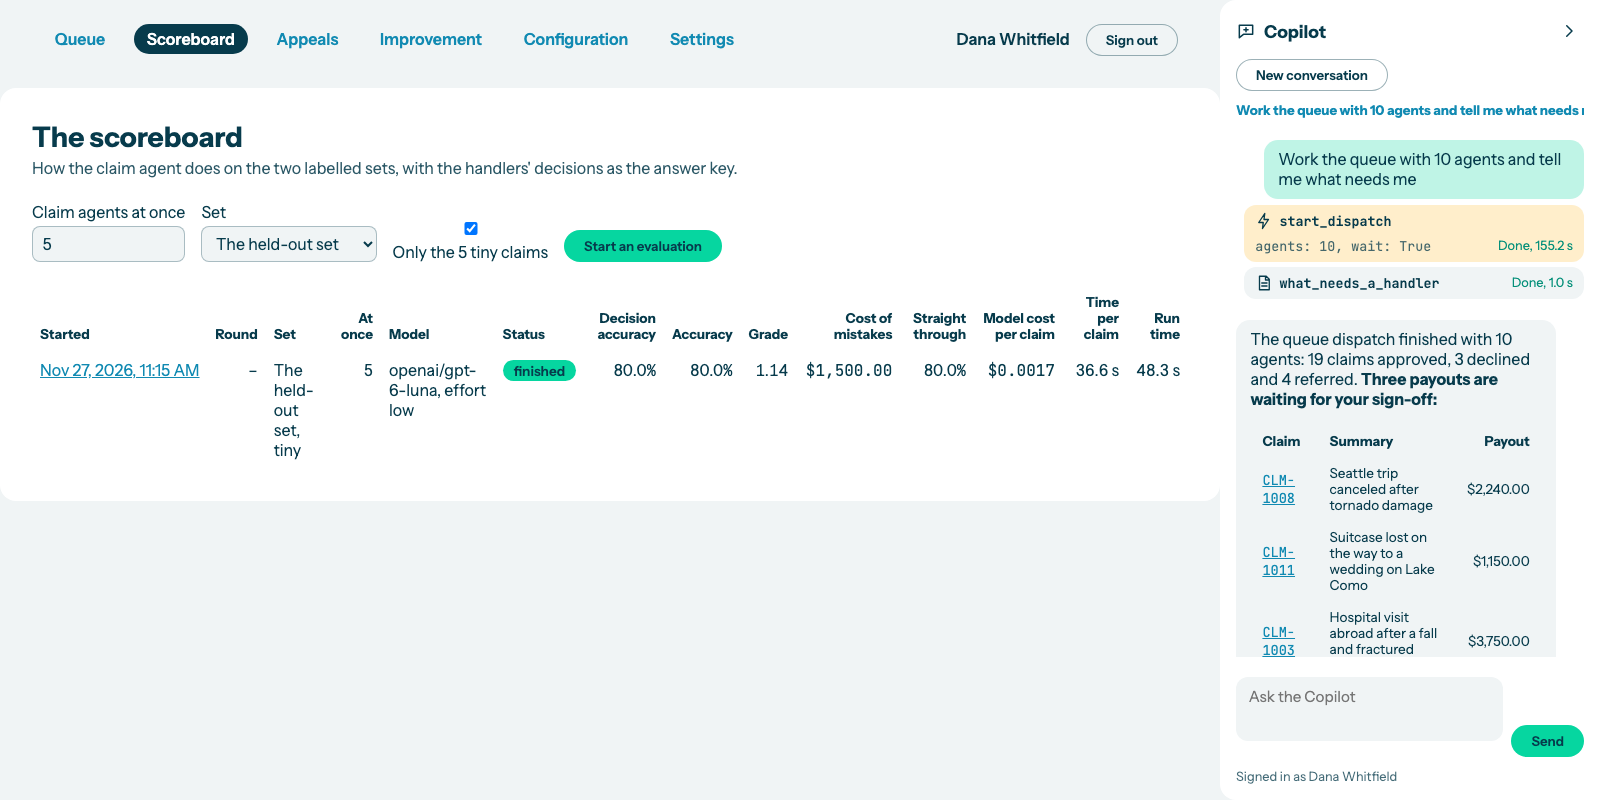 Queue Scoreboard Appeals Improvement Configuration Settings Dana Whitfield Sign out
The scoreboard
How the claim agent does on the two labelled sets, with the handlers' decisions as the answer key.
Claim agents at once Set
5 The held-out set Only the 5 tiny claims Start an evaluation
Started Round Set At once Model Status Decision accuracy Accuracy Grade Cost of mistakes Straight through Model cost per claim Time per claim Run time
Nov 27, 2026, 11:15 AM – The held-out set, tiny 5 openai/gpt-6-luna, effort low finished 80.0% 80.0% 1.14 $1,500.00 80.0% $0.0017 36.6 s 48.3 s
Copilot
New conversation
Work the queue with 10 agents and tell me what needs
Work the queue with 10 agents and tell
me what needs me
start_dispatch
agents: 10, wait: True Done, 155.2 s
what_needs_a_handler Done, 1.0 s
The queue dispatch finished with 10
agents: 19 claims approved, 3 declined
and 4 referred. Three payouts are
waiting for your sign-off:
Claim Summary Payout
CLM-1008 Seattle trip canceled after tornado damage $2,240.00
CLM-1011 Suitcase lost on the way to a wedding on Lake Como $1,150.00
CLM-1003 Hospital visit abroad after a fall and fractured $3,750.00
Ask the Copilot
Send
Signed in as Dana Whitfield